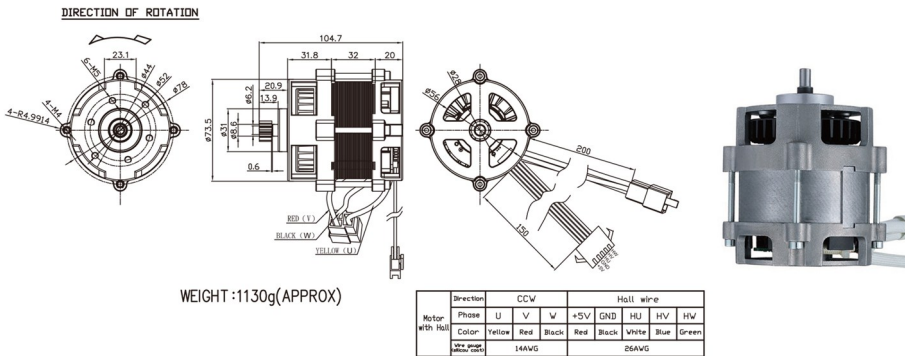 DIRECTION OF ROTATION
104.7
31.8 32 20
23.1
6-M5
ø44
ø52
ø78
4-M4
4-R4.9914
20.9
13.9
ø6.2
ø73.5
ø31
ø8.6
0.6
RED (V)
BLACK (W)
YELLOW (U)
ø28
ø56
200
150
WEIGHT:1130g(APPROX)
Motor with Hall
Direction CCW Hall wire
Phase U V W +5V GND HU HV HW
Color Yellow Red Black Red Black White Blue Green
Wire gauge 14AWG 26AWG